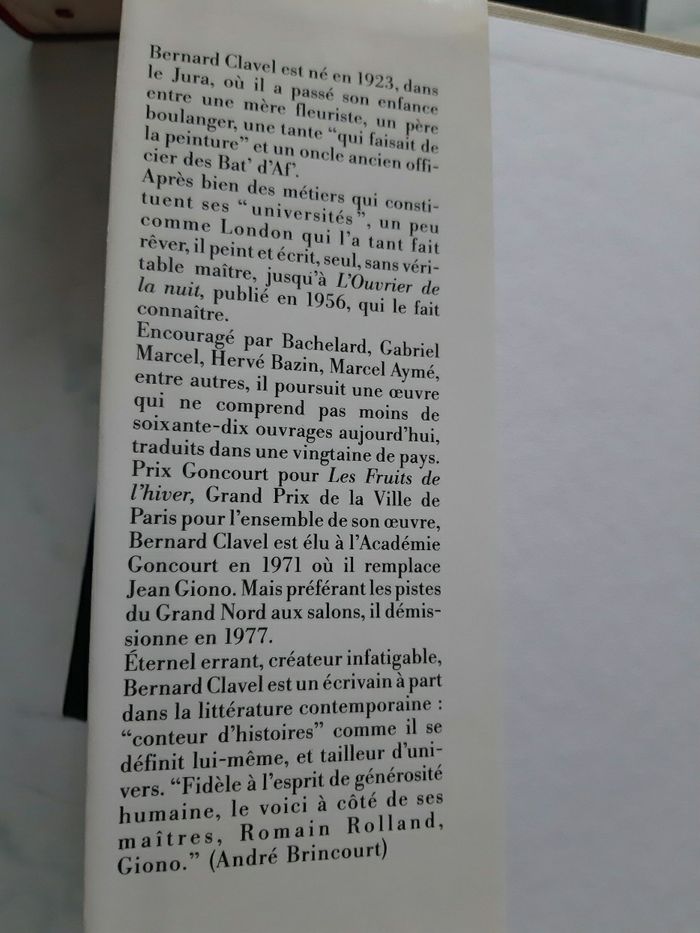 Bernard Clavel est né en 1923, dans
le Jura, où il a passé son enfance
entre une mère fleuriste, un père
boulanger, une tante “qui faisait de
la peinture” et un oncle ancien offi-
cier des Bat’ d’Af’.
Après bien des métiers qui consti-
tuent ses “universités”, un peu
comme London qui l’a tant fait
rêver, il peint et écrit, seul, sans véri-
table maître, jusqu’à L’Ouvrier de
la nuit, publié en 1956, qui le fait
connaître.
Encouragé par Bachelard, Gabriel
Marcel, Hervé Bazin, Marcel Aymé,
entre autres, il poursuit une œuvre
qui ne comprend pas moins de
soixante-dix ouvrages aujourd’hui,
traduits dans une vingtaine de pays.
Prix Goncourt pour Les Fruits de
l’hiver, Grand Prix de la Ville de
Paris pour l’ensemble de son œuvre,
Bernard Clavel est élu à l’Académie
Goncourt en 1971 où il remplace
Jean Giono. Mais préférant les pistes
du Grand Nord aux salons, il démis-
sionne en 1977.
Éternel errant, créateur infatigable,
Bernard Clavel est un écrivain à part
dans la littérature contemporaine :
“conteur d’histoires” comme il se
définit lui-même, et tailleur d’uni-
vers. “Fidèle à l’esprit de générosité
humaine, le voici à côté de ses
maîtres, Romain Rolland,
Giono.” (André Brincourt)